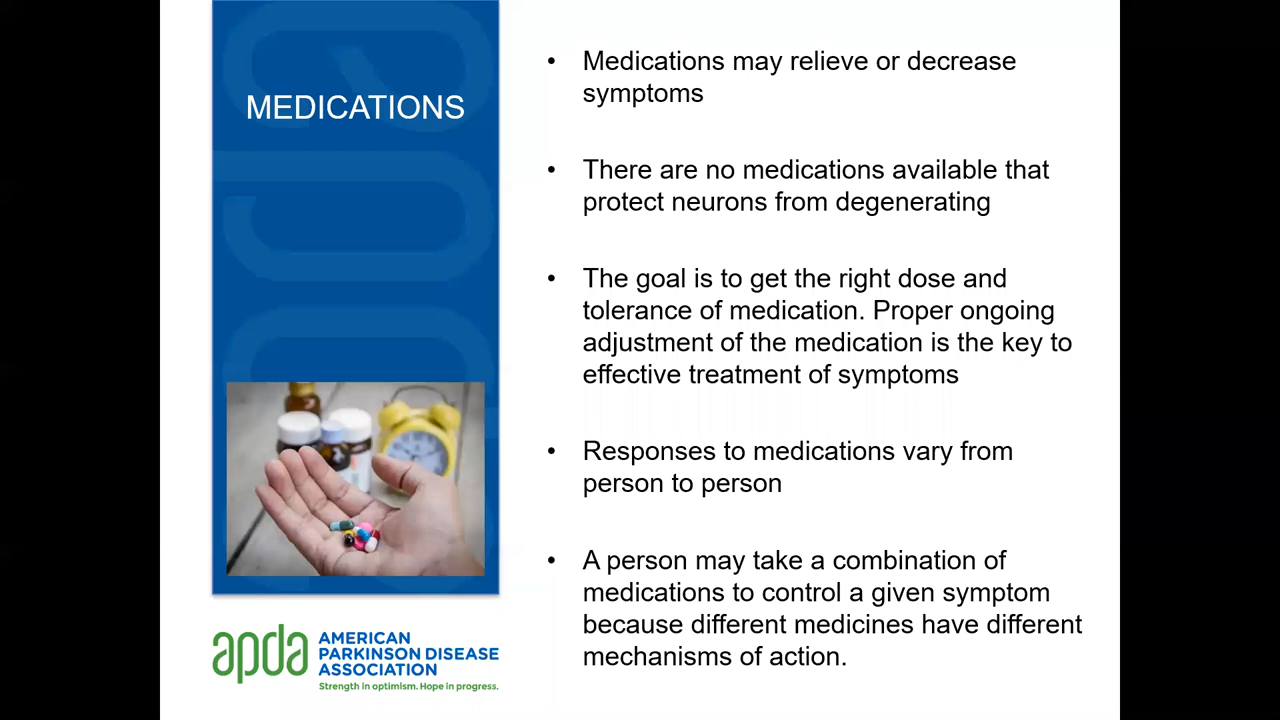 MEDICATIONS
• Medications may relieve or decrease
symptoms
• There are no medications available that
protect neurons from degenerating
• The goal is to get the right dose and
tolerance of medication. Proper ongoing
adjustment of the medication is the key to
effective treatment of symptoms
• Responses to medications vary from
person to person
• A person may take a combination of
medications to control a given symptom
because different medicines have different
mechanisms of action.
apda
AMERICAN
PARKINSON DISEASE
ASSOCIATION
Strength in optimism. Hope in progress.